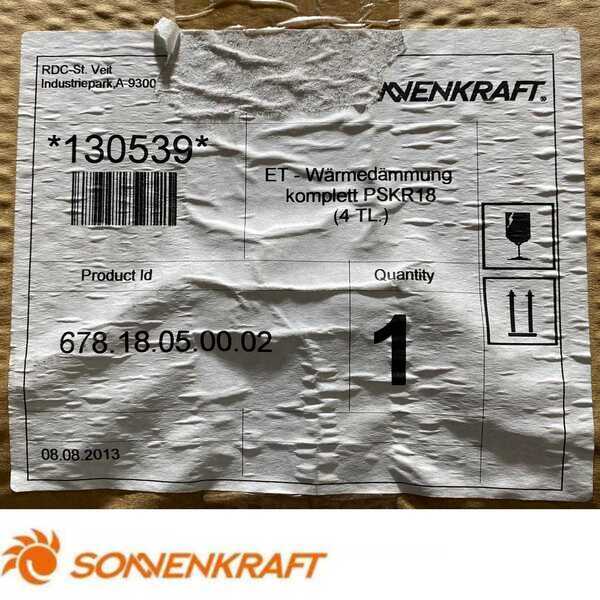 RDC-St. Veit
Industriepark,A-9300
NENKRAFT®
*130539*
ET - Wärmedämmung
komplett PSKR18
(4 TL.)
Product Id
Quantity
678.18.05.00.02
1
08.08.2013
SONNENKRAFT